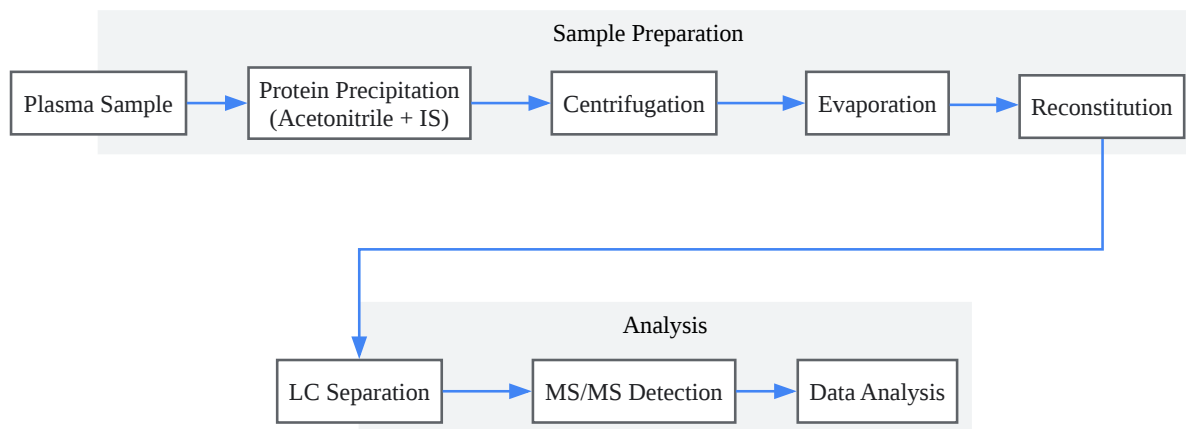 Sample Preparation
Plasma Sample
Protein Precipitation
(Acetonitrile + IS)
Centrifugation
Evaporation
Reconstitution
Analysis
LC Separation
MS/MS Detection
Data Analysis